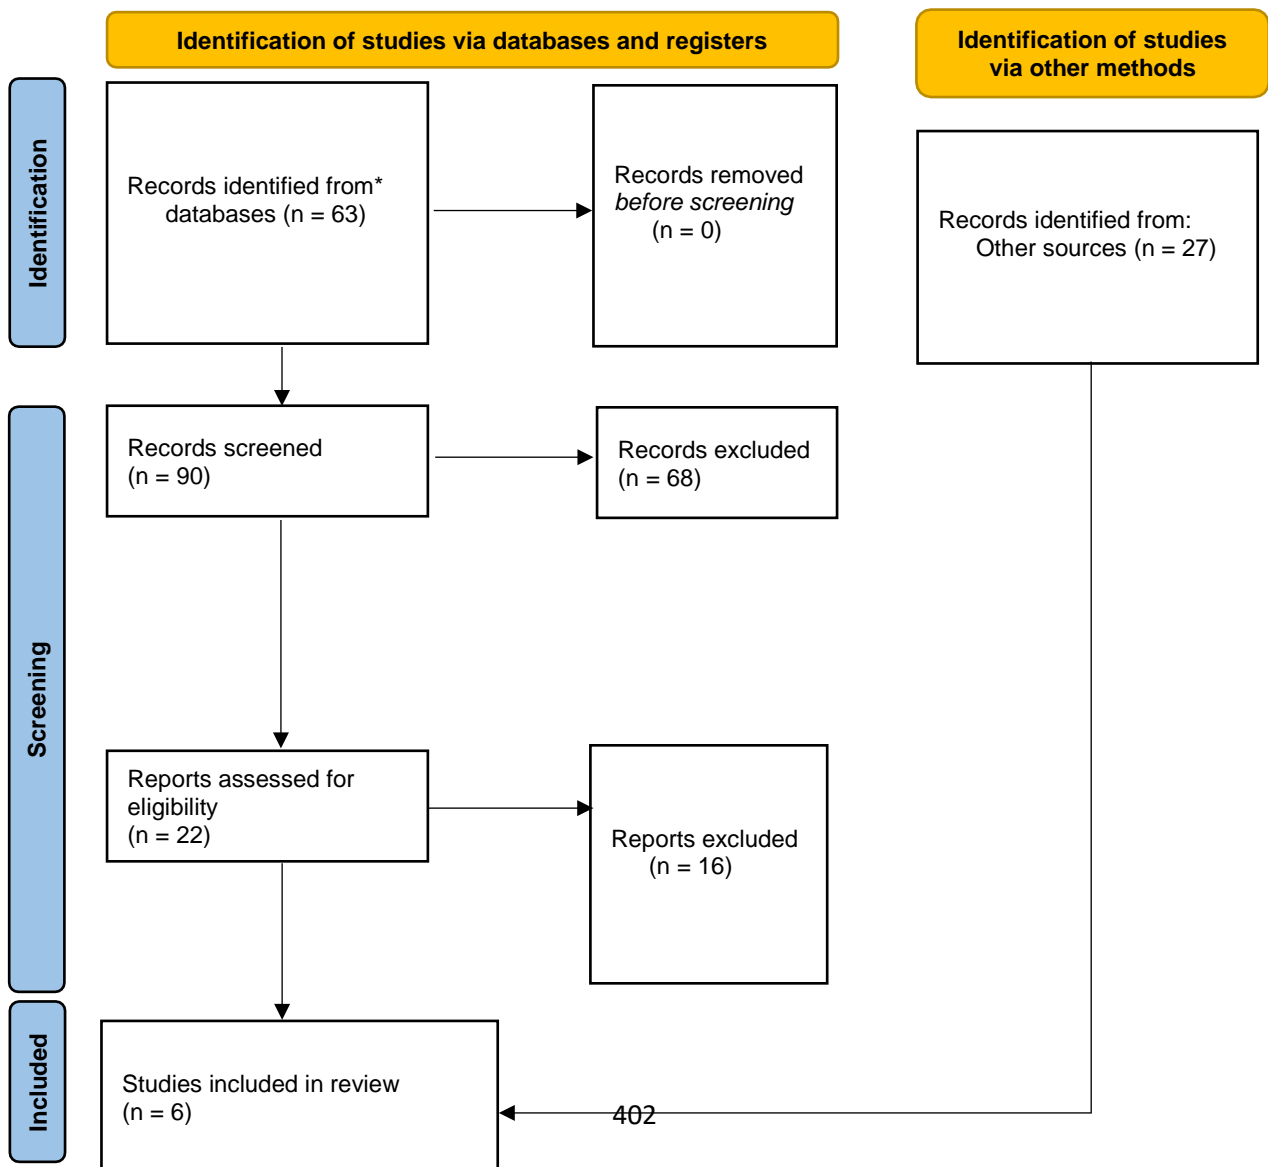 Identification of studies via databases and registers
Identification of studies
via other methods
Identification
Records identified from*
databases (n = 63)
Records removed
before screening
(n = 0)
Records identified from:
Other sources (n = 27)
Screening
Records screened
(n = 90)
Records excluded
(n = 68)
Reports assessed for
eligibility
(n = 22)
Reports excluded
(n = 16)
Included
Studies included in review
(n = 6)
402